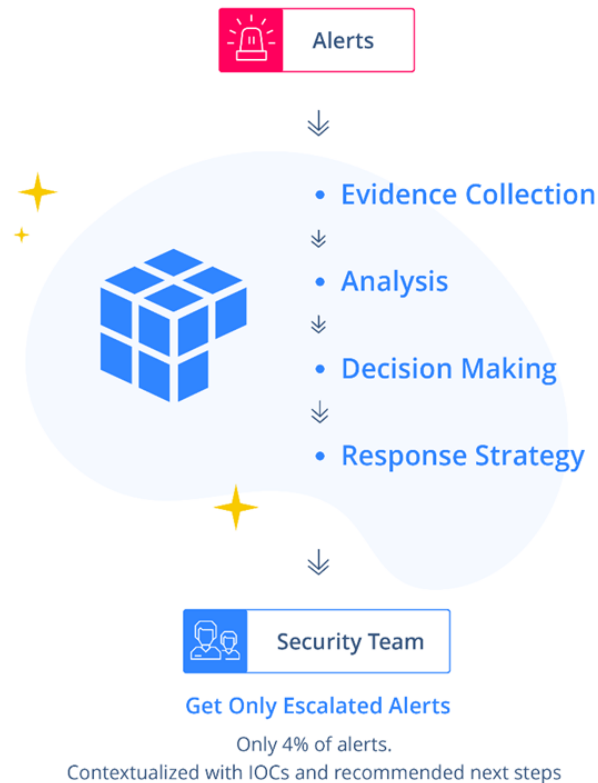 Alerts
• Evidence Collection
• Analysis
• Decision Making
• Response Strategy
Security Team
Get Only Escalated Alerts
Only 4% of alerts.
Contextualized with IOCs and recommended next steps